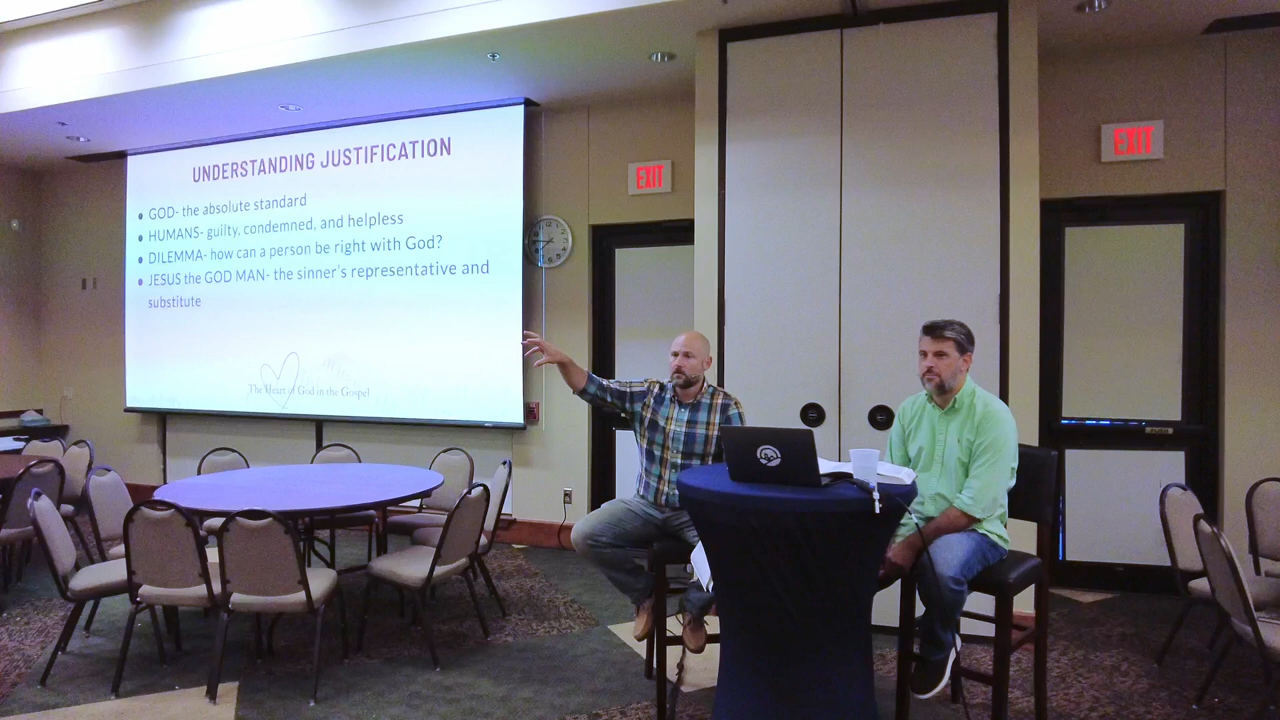 UNDERSTANDING JUSTIFICATION
• GOD- the absolute standard
• HUMANS- guilty, condemned, and helpless
• DILEMMA- how can a person be right with God?
• JESUS the GOD MAN- the sinner's representative and
substitute
The Heart of God in the Gospel
EXIT
EXIT